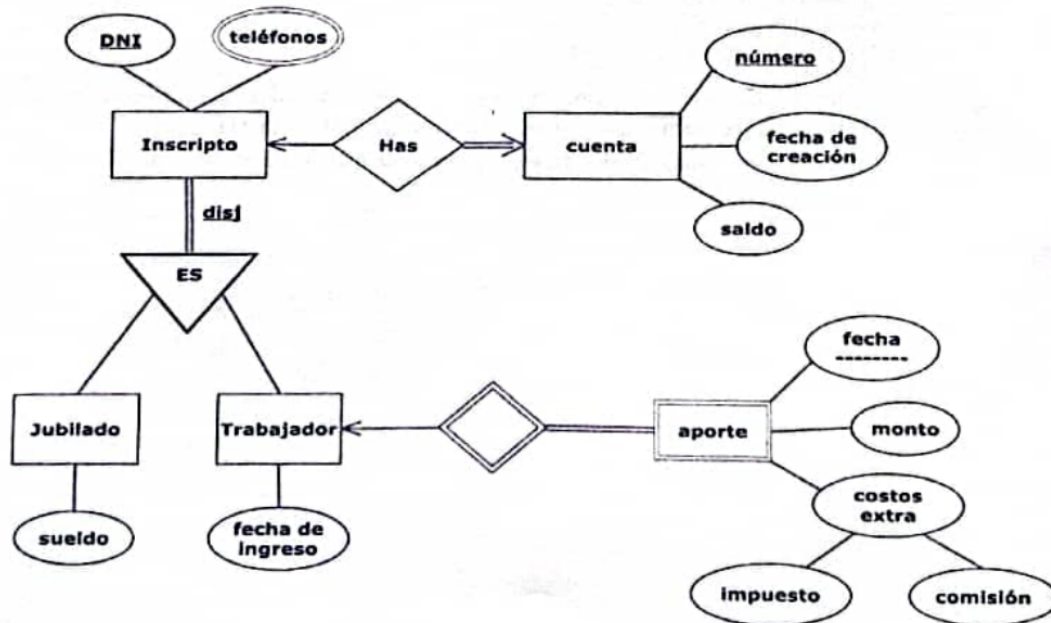 DNI
teléfonos
número
Inscripto
Has
cuenta
fecha de
creación
disj
saldo
ES
fecha
Jubilado
Trabajador
aporte
monto
costos
extra
sueldo
fecha de
ingreso
impuesto
comisión